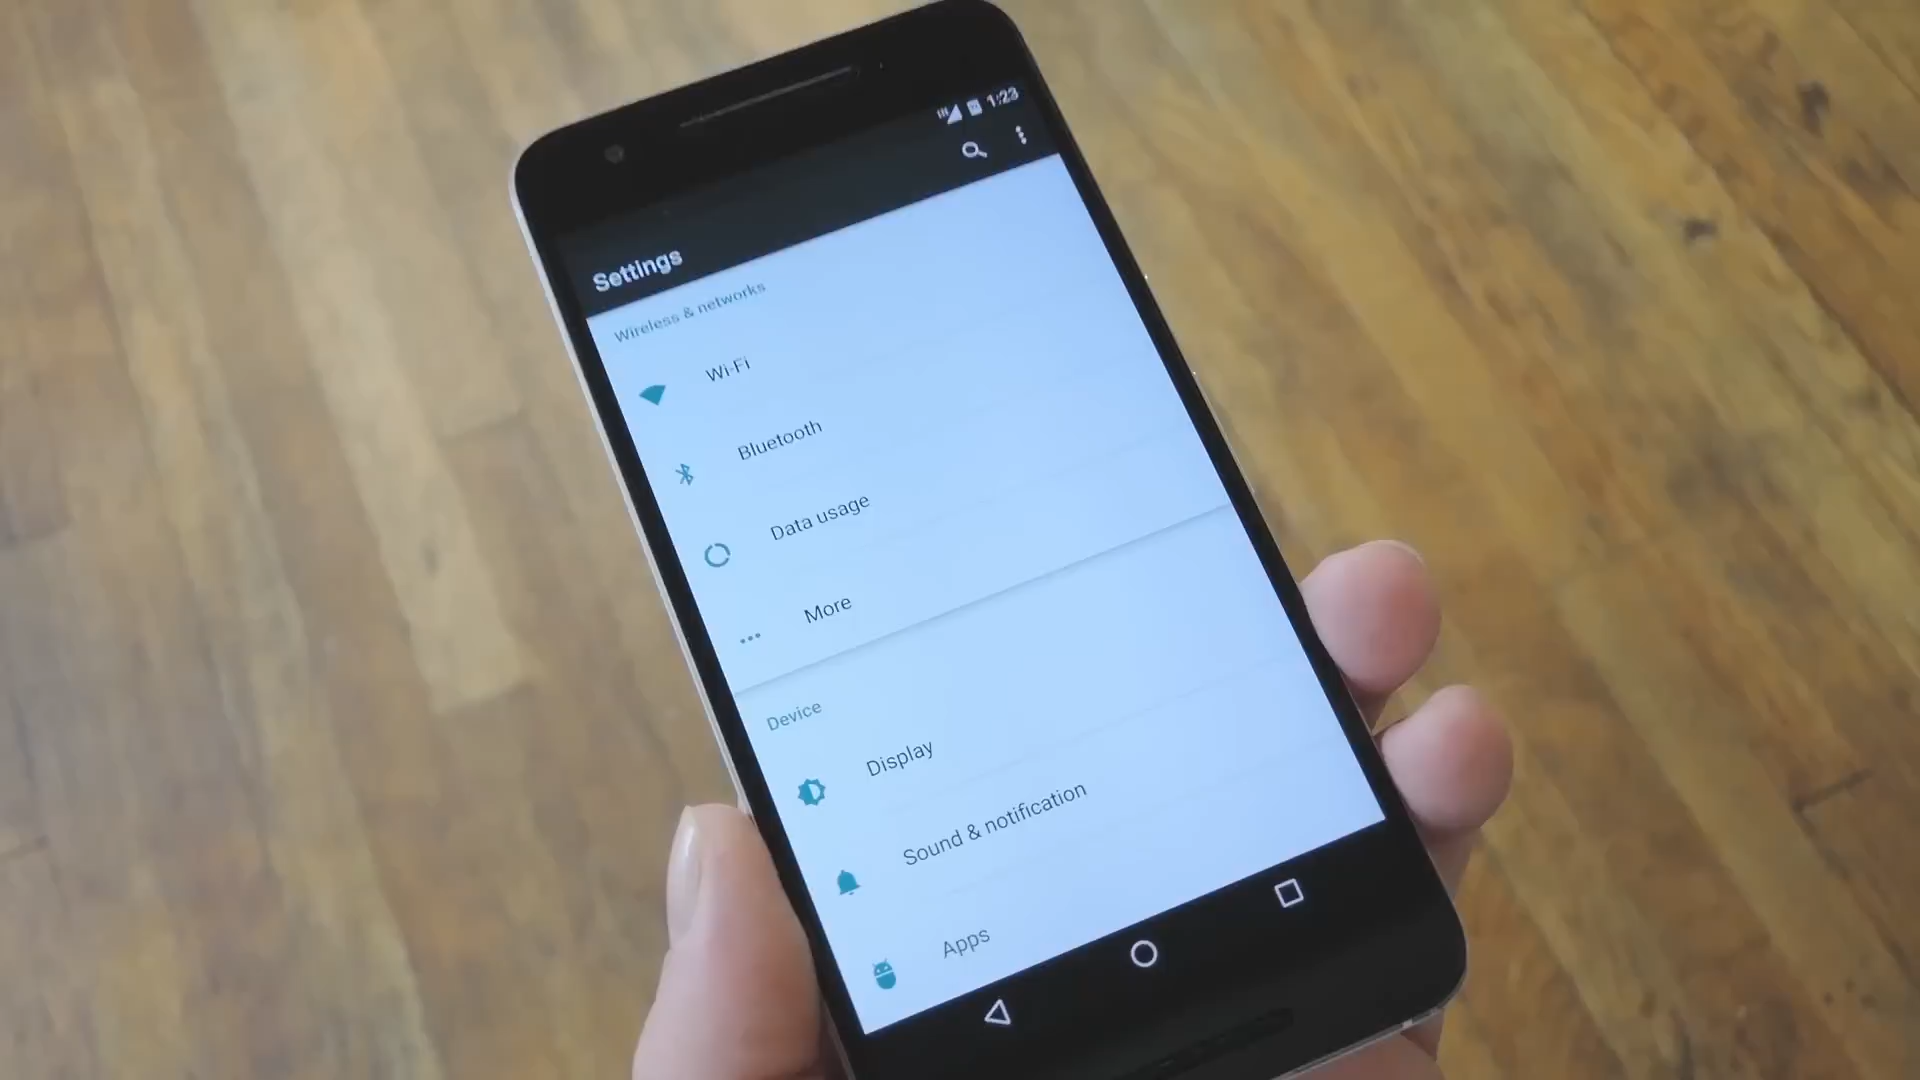 1:23
Settings
Wireless & networks
Wi-Fi
Bluetooth
Data usage
More
Device
Display
Sound & notification
Apps